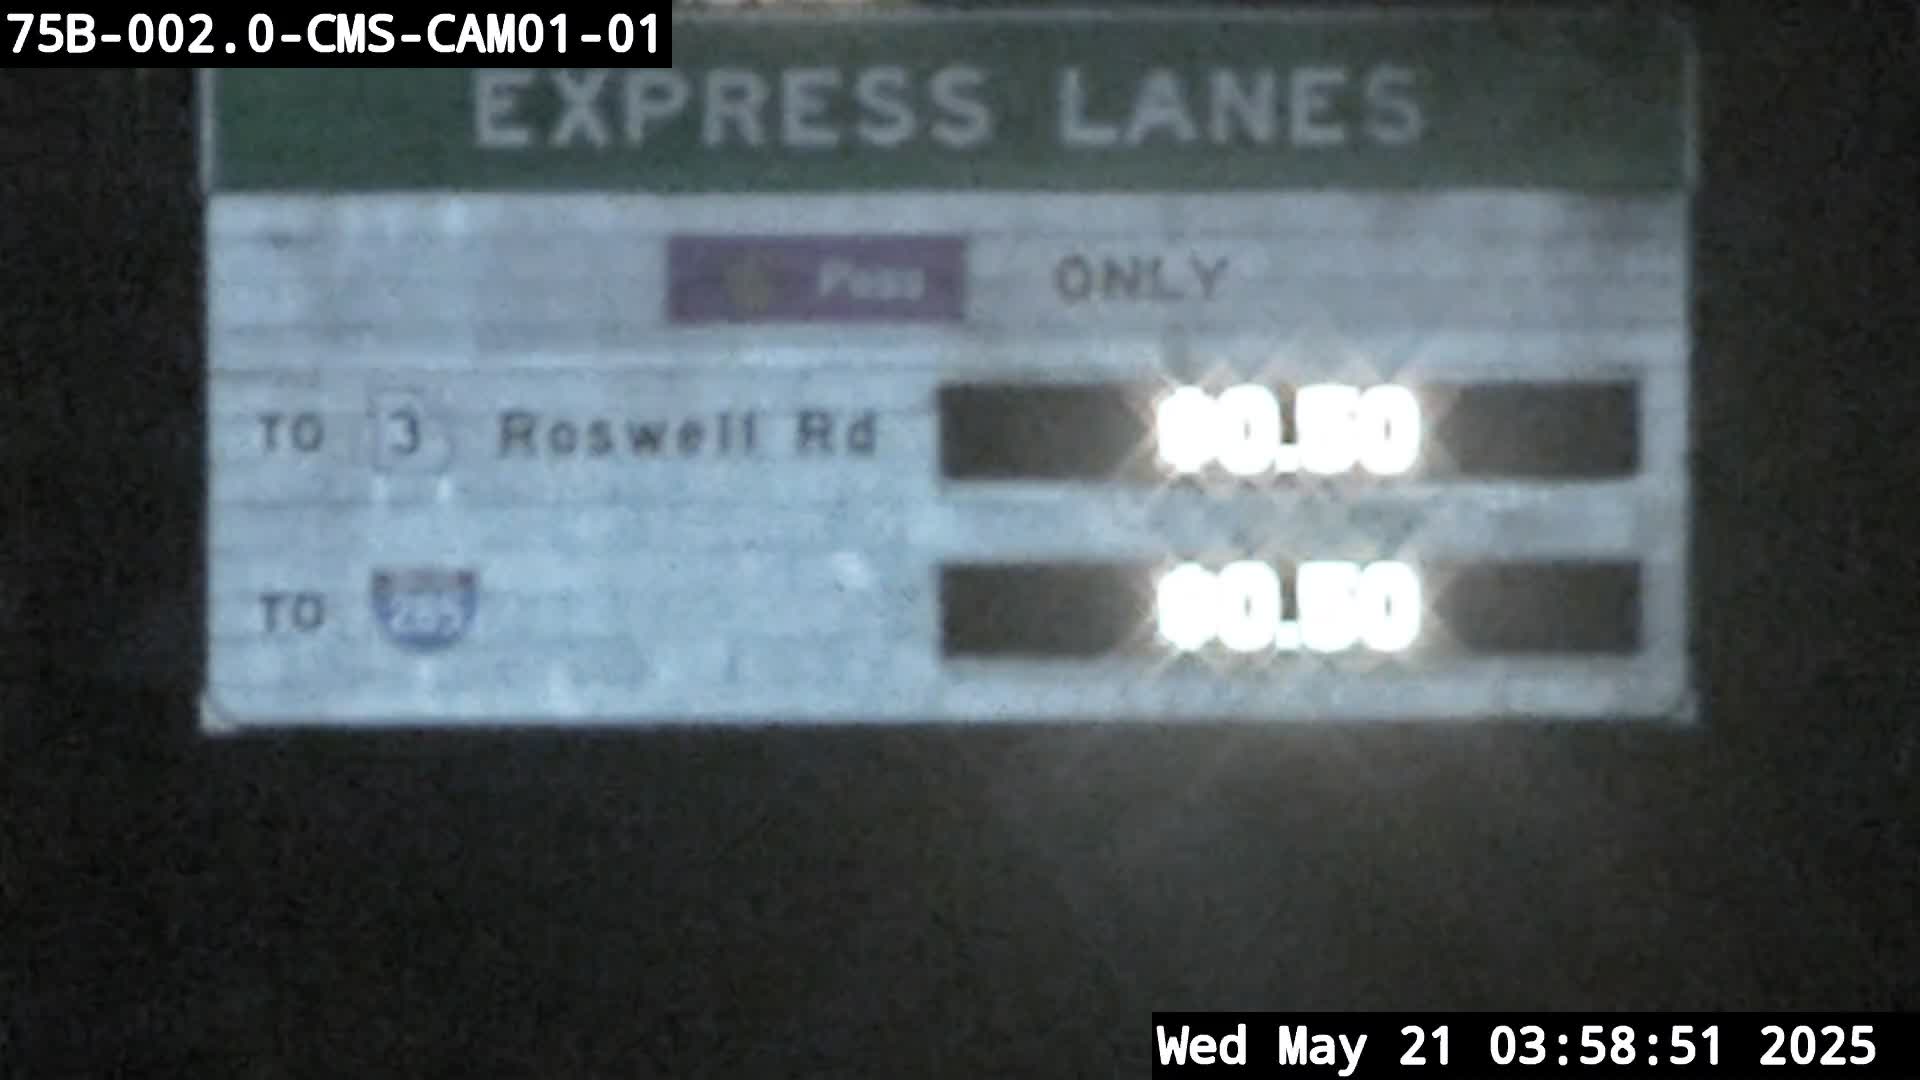 75B-002.0-CMS-CAM01-01
EXPRESS LANES
Pass ONLY
TO 3 Roswell Rd $0.50
TO 285 $0.50
Wed May 21 03:58:51 2025